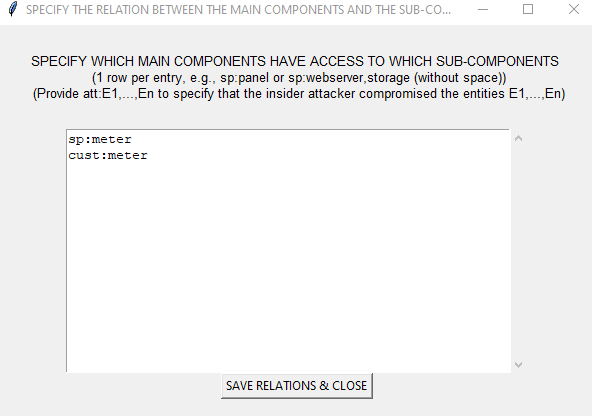 SPECIFY THE RELATION BETWEEN THE MAIN COMPONENTS AND THE SUB-CO...
SPECIFY WHICH MAIN COMPONENTS HAVE ACCESS TO WHICH SUB-COMPONENTS
(1 row per entry, e.g., sp:panel or sp:webserver,storage (without space))
(Provide att:E1,...,En to specify that the insider attacker compromised the entities E1,...,En)
sp:meter
cust:meter
SAVE RELATIONS & CLOSE